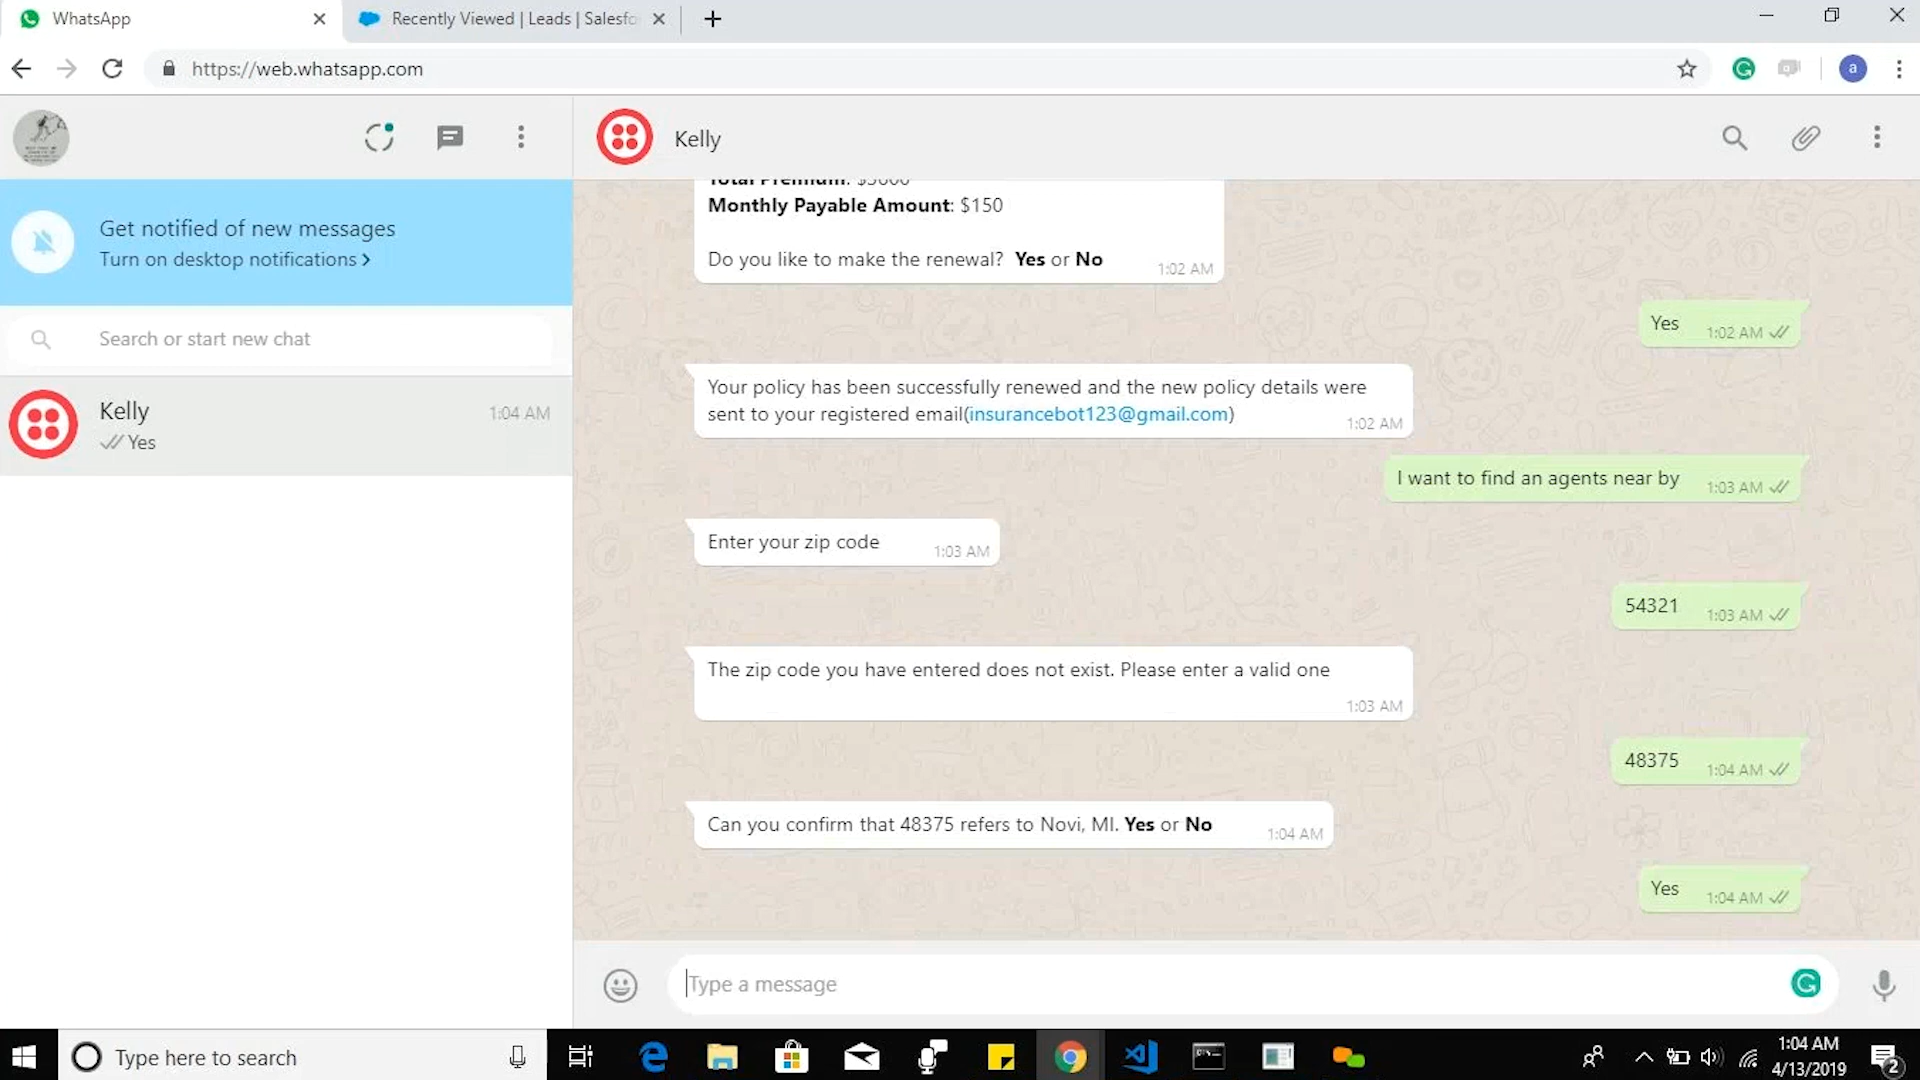 WhatsApp
Recently Viewed | Leads | Salesfo
https://web.whatsapp.com
a
Kelly
Get notified of new messages
Turn on desktop notifications >
Search or start new chat
Kelly
1:04 AM
Yes
Total Premium: $3600
Monthly Payable Amount: $150
Do you like to make the renewal? Yes or No
1:02 AM
Yes
1:02 AM
Your policy has been successfully renewed and the new policy details were
sent to your registered email(insurancebot123@gmail.com)
1:02 AM
I want to find an agents near by
1:03 AM
Enter your zip code
1:03 AM
54321
1:03 AM
The zip code you have entered does not exist. Please enter a valid one
1:03 AM
48375
1:04 AM
Can you confirm that 48375 refers to Novi, MI. Yes or No
1:04 AM
Yes
1:04 AM
Type a message
Type here to search
1:04 AM
4/13/2019
2